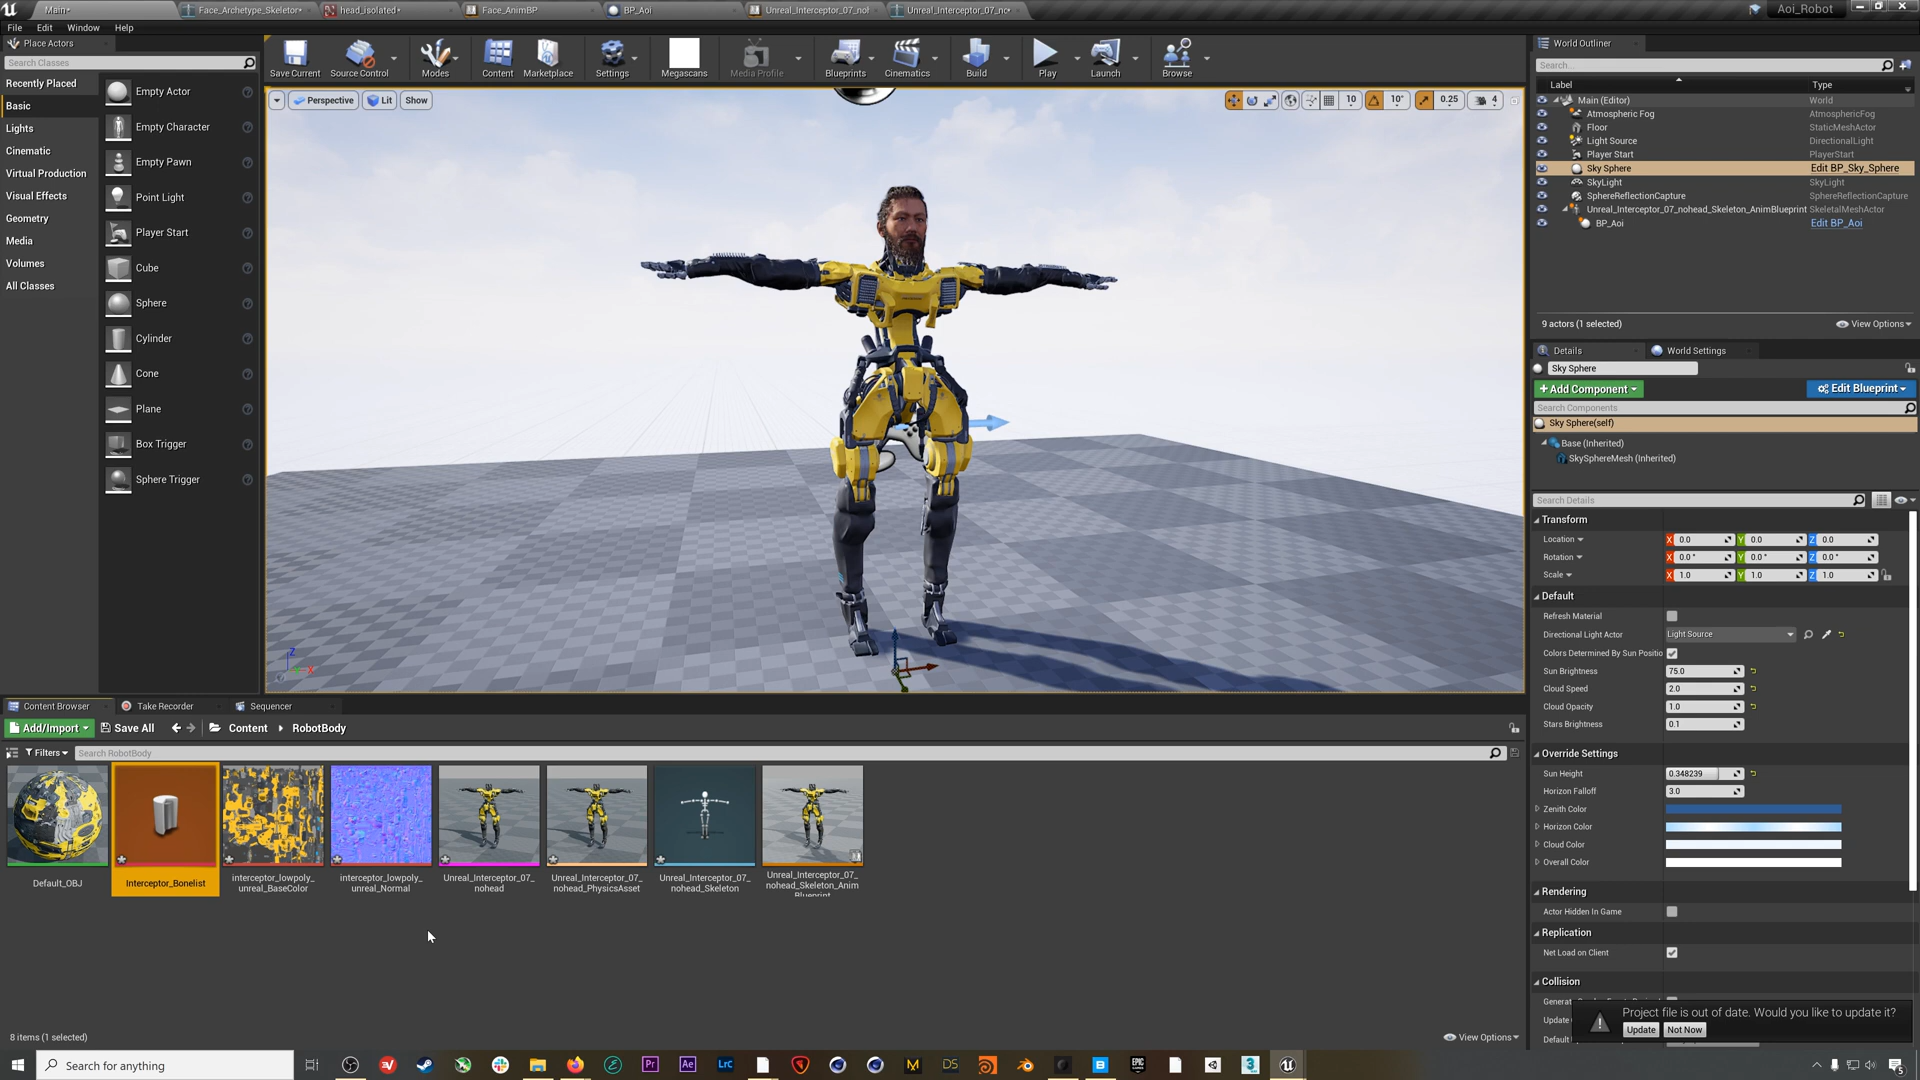 Main*
Face_Archetype_Skeletor*
head_isolated*
Face_AnimBP
BP_Aoi
Unreal_Interceptor_07_nol
Unreal_Interceptor_07_no*
Aoi_Robot
File Edit Window Help
Place Actors
Search Classes
Recently Placed
Basic
Lights
Cinematic
Virtual Production
Visual Effects
Geometry
Media
Volumes
All Classes
Empty Actor
Empty Character
Empty Pawn
Point Light
Player Start
Cube
Sphere
Cylinder
Cone
Plane
Box Trigger
Sphere Trigger
Save Current
Source Control
Modes
Content
Marketplace
Settings
Megascans
Media Profile
Blueprints
Cinematics
Build
Play
Launch
Browse
Perspective
Lit
Show
10
10°
0.25
4
Z
X
World Outliner
Search...
Label Type
Main (Editor) World
Atmospheric Fog AtmosphericFog
Floor StaticMeshActor
Light Source DirectionalLight
Player Start PlayerStart
Sky Sphere Edit BP_Sky_Sphere
SkyLight SkyLight
SphereReflectionCapture SphereReflectionCapture
Unreal_Interceptor_07_nohead_Skeleton_AnimBlueprint SkeletalMeshActor
BP_Aoi Edit BP_Aoi
9 actors (1 selected)
View Options
Details
World Settings
Sky Sphere
+Add Component
Edit Blueprint
Search Components
Sky Sphere(self)
Base (Inherited)
SkySphereMesh (Inherited)
Search Details
Transform
Location X 0.0 Y 0.0 Z 0.0
Rotation X 0.0° Y 0.0° Z 0.0°
Scale X 1.0 Y 1.0 Z 1.0
Default
Refresh Material
Directional Light Actor Light Source
Colors Determined By Sun Positio
Sun Brightness 75.0
Cloud Speed 2.0
Cloud Opacity 1.0
Stars Brightness 0.1
Override Settings
Sun Height 0.348239
Horizon Falloff 3.0
Zenith Color
Horizon Color
Cloud Color
Overall Color
Rendering
Actor Hidden In Game
Replication
Net Load on Client
Collision
Project file is out of date. Would you like to update it?
Update
Not Now
Content Browser
Take Recorder
Sequencer
Add/Import
Save All
Content
RobotBody
Filters
Search RobotBody
Default_OBJ
Interceptor_Bonelist
interceptor_lowpoly_
unreal_BaseColor
interceptor_lowpoly_
unreal_Normal
Unreal_Interceptor_07_
nohead
Unreal_Interceptor_07_
nohead_PhysicsAsset
Unreal_Interceptor_07_
nohead_Skeleton
Unreal_Interceptor_07_
nohead_Skeleton_Anim
Blueprint
8 items (1 selected)
View Options
Search for anything
Pr
Ae
Lrc
DS
3
5